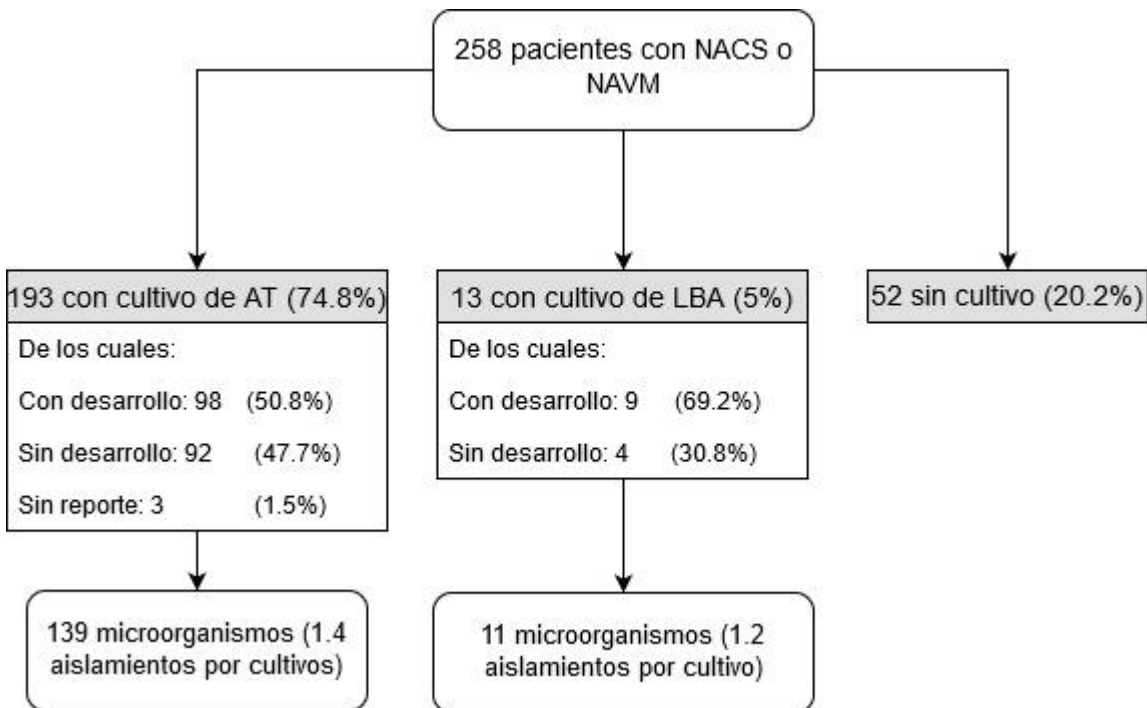 258 pacientes con NACS o
NAVM
193 con cultivo de AT (74.8%)
De los cuales:
Con desarrollo: 98 (50.8%)
Sin desarrollo: 92 (47.7%)
Sin reporte: 3 (1.5%)
139 microorganismos (1.4
aislamientos por cultivos)
13 con cultivo de LBA (5%)
De los cuales:
Con desarrollo: 9 (69.2%)
Sin desarrollo: 4 (30.8%)
11 microorganismos (1.2
aislamientos por cultivo)
52 sin cultivo (20.2%)